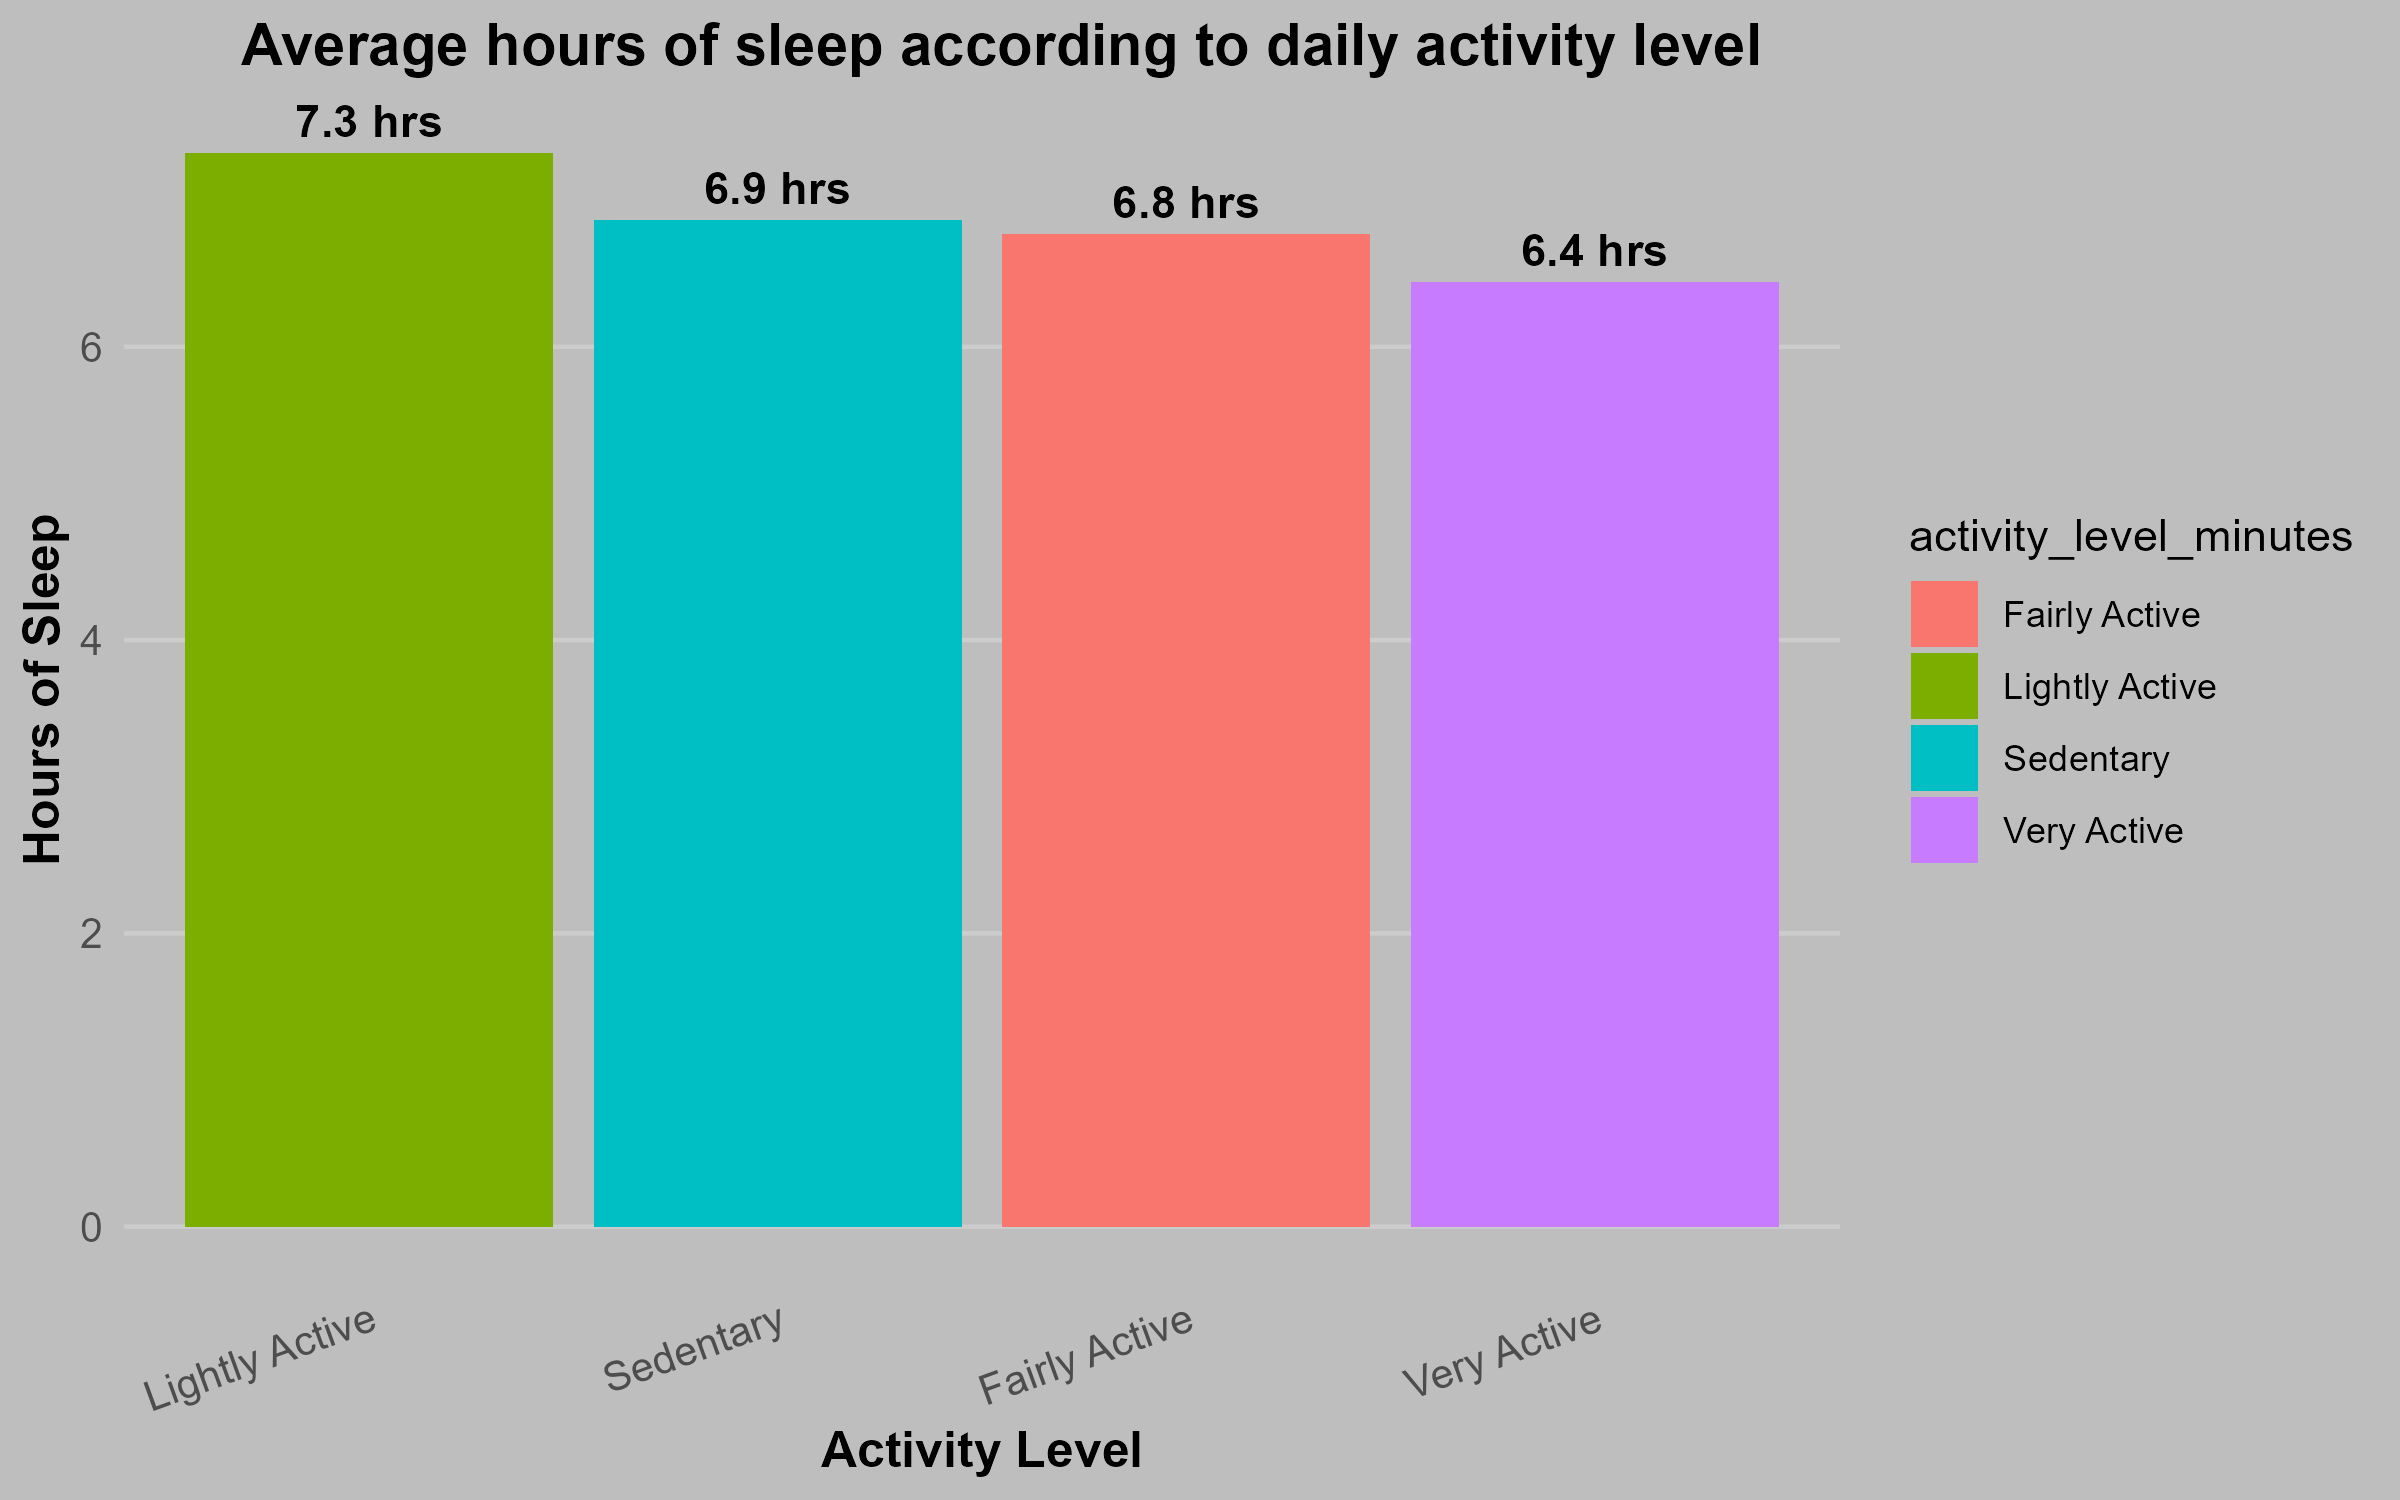 Average hours of sleep according to daily activity level
7.3 hrs
6.9 hrs
6.8 hrs
6.4 hrs
6
4
2
0
Hours of Sleep
Lightly Active
Sedentary
Fairly Active
Very Active
Activity Level
activity_level_minutes
Fairly Active
Lightly Active
Sedentary
Very Active